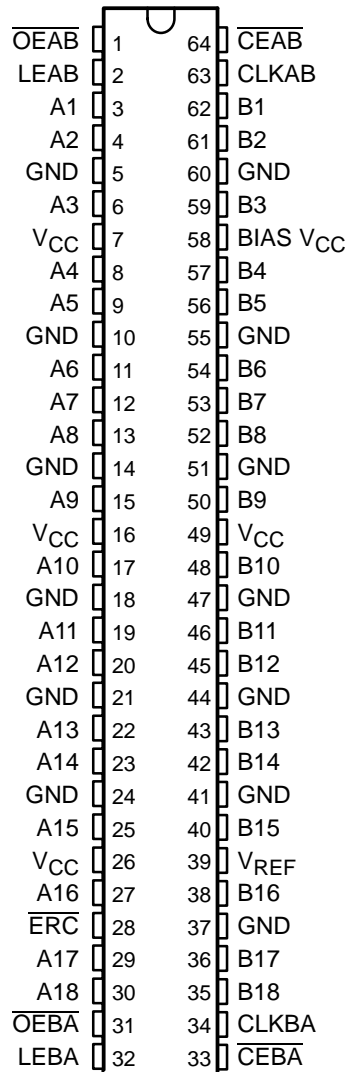 OEAB 1 64 CEAB
LEAB 2 63 CLKAB
A1 3 62 B1
A2 4 61 B2
GND 5 60 GND
A3 6 59 B3
VCC 7 58 BIAS VCC
A4 8 57 B4
A5 9 56 B5
GND 10 55 GND
A6 11 54 B6
A7 12 53 B7
A8 13 52 B8
GND 14 51 GND
A9 15 50 B9
VCC 16 49 VCC
A10 17 48 B10
GND 18 47 GND
A11 19 46 B11
A12 20 45 B12
GND 21 44 GND
A13 22 43 B13
A14 23 42 B14
GND 24 41 GND
A15 25 40 B15
VCC 26 39 VREF
A16 27 38 B16
ERC 28 37 GND
A17 29 36 B17
A18 30 35 B18
OEBA 31 34 CLKBA
LEBA 32 33 CEBA